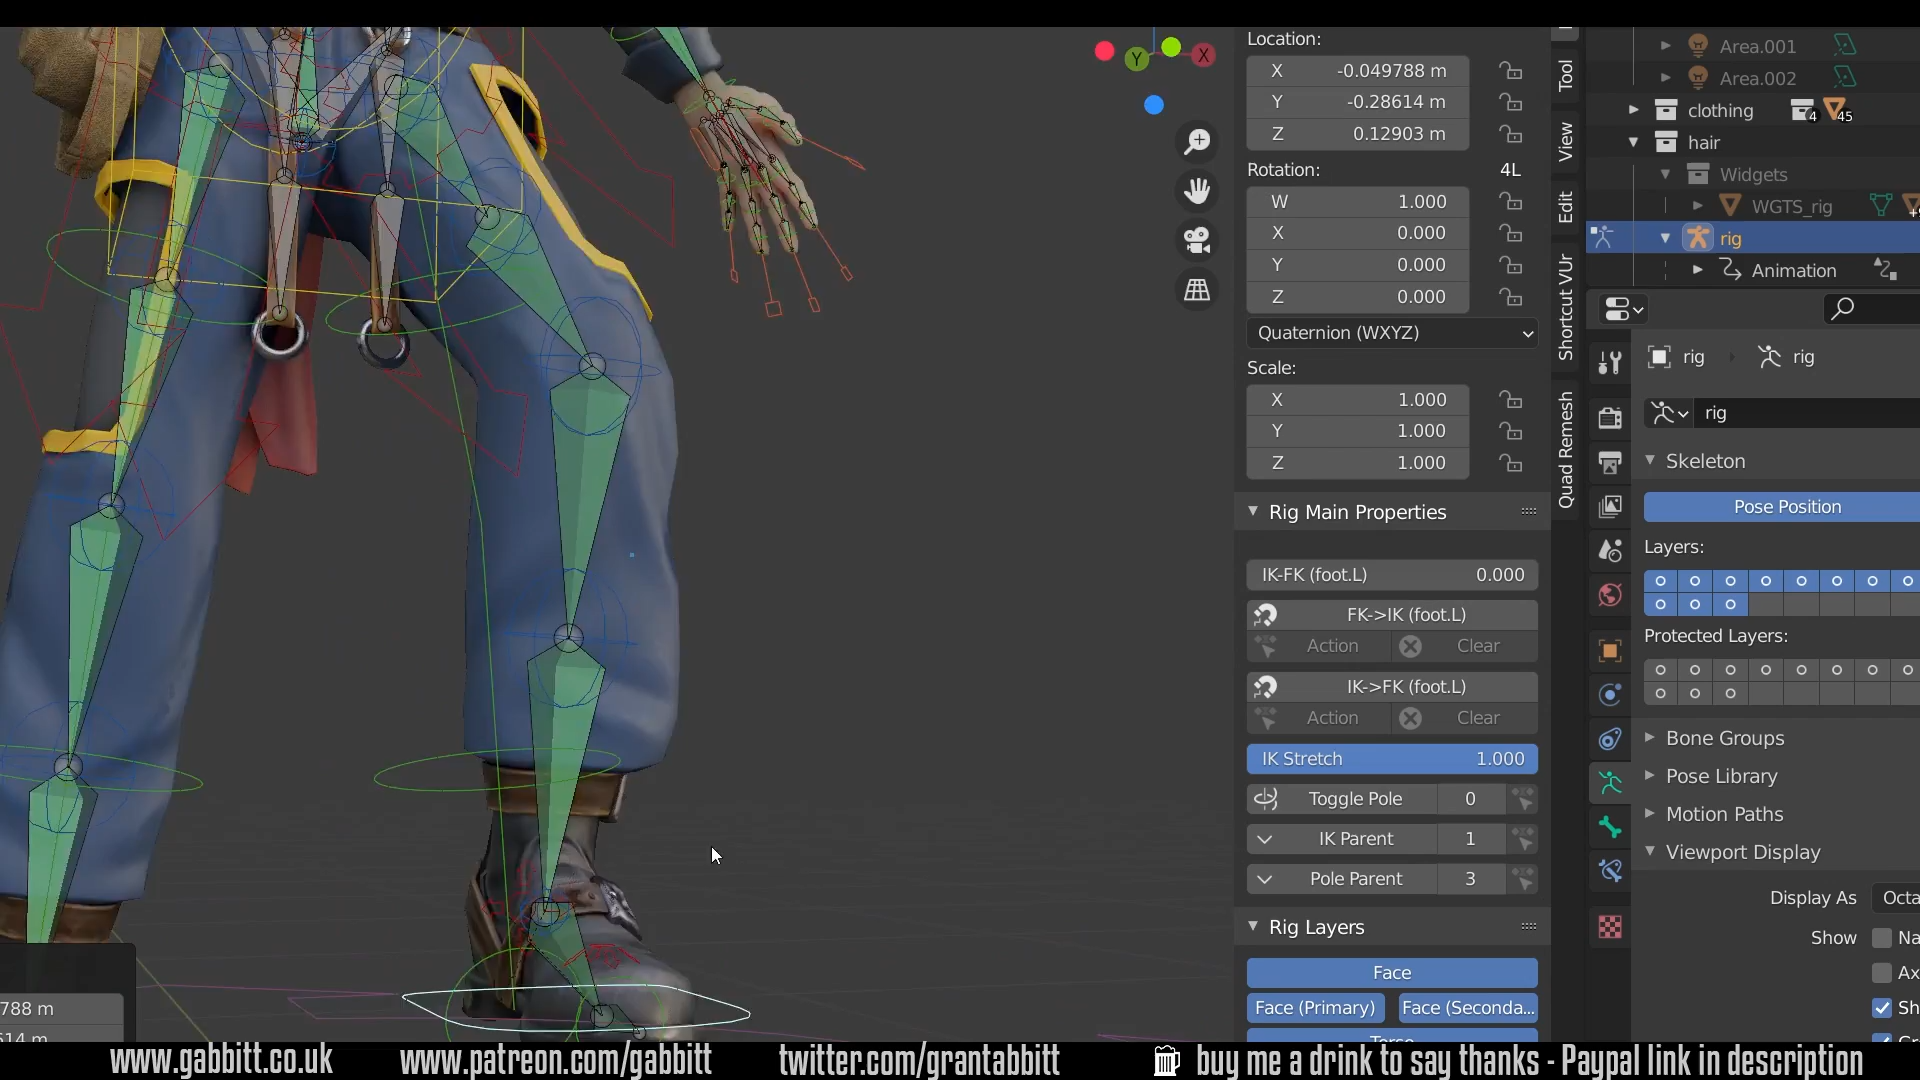 Location:
X -0.049788 m
Y -0.28614 m
Z 0.12903 m
Rotation: 4L
W 1.000
X 0.000
Y 0.000
Z 0.000
Quaternion (WXYZ)
Scale:
X 1.000
Y 1.000
Z 1.000
Rig Main Properties
IK-FK (foot.L) 0.000
FK->IK (foot.L)
Action Clear
IK->FK (foot.L)
Action Clear
IK Stretch 1.000
Toggle Pole 0
IK Parent 1
Pole Parent 3
Rig Layers
Face
Face (Primary) Face (Seconda...
Tool
View
Edit
Shortcut VUr
Quad Remesh
Area.001
Area.002
clothing 4 45
hair
Widgets
WGTS_rig
rig
Animation
rig rig
rig
Skeleton
Pose Position
Layers:
Protected Layers:
Bone Groups
Pose Library
Motion Paths
Viewport Display
Display As Octa
Show Na
Ax
Sh
Y X
788 m
www.gabbitt.co.uk www.patreon.com/gabbitt twitter.com/grantabbitt buy me a drink to say thanks - Paypal link in description